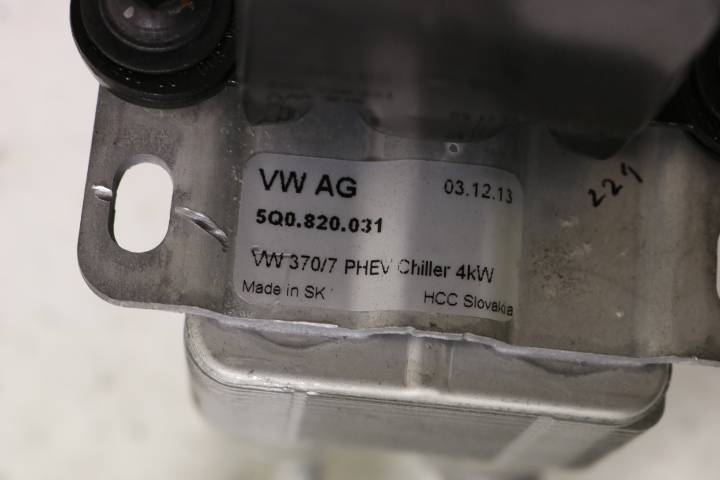 VW AG 03.12.13
5Q0.820.031
VW 370/7 PHEV Chiller 4kW
Made in SK HCC Slovakia
229